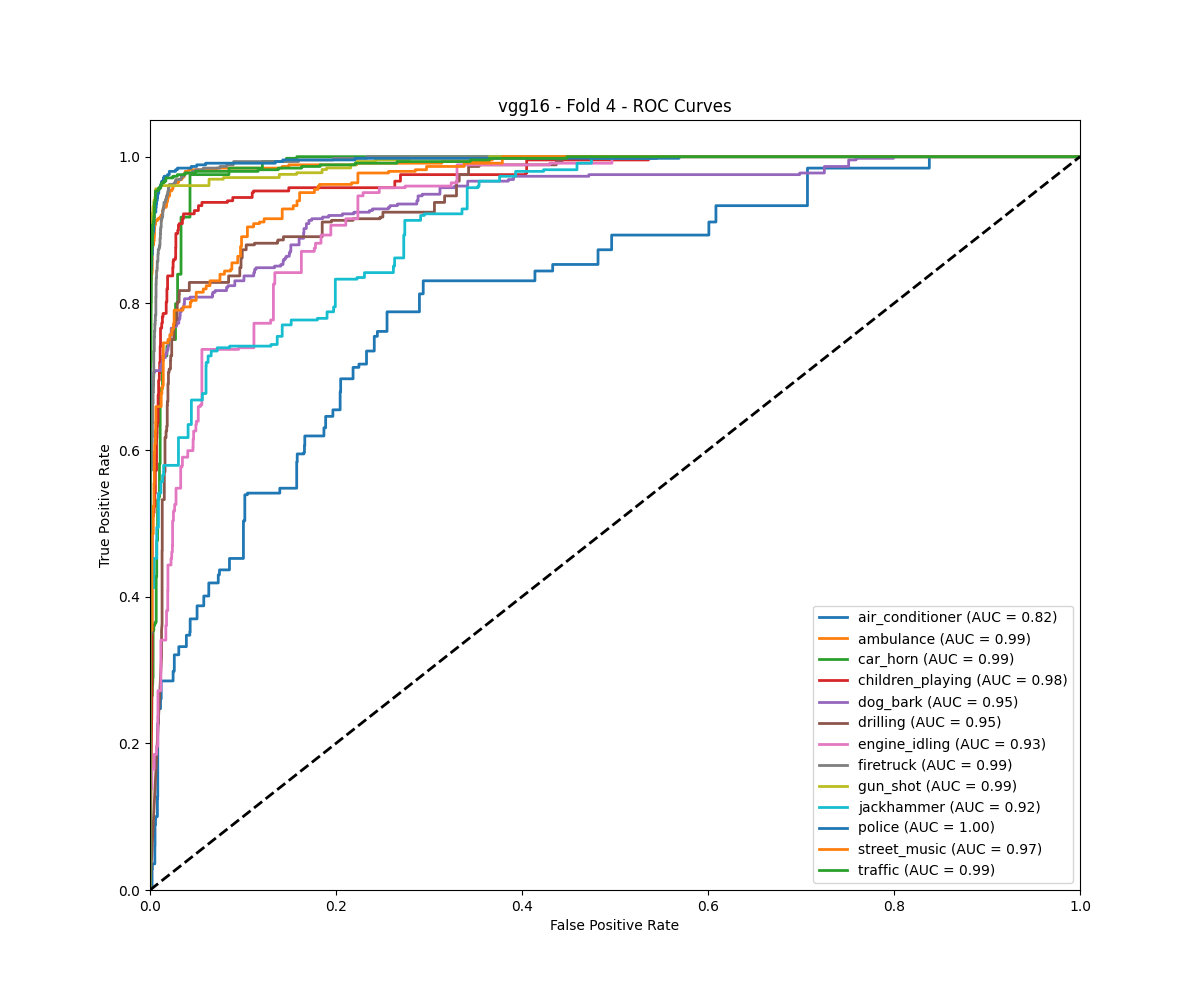 vgg16 - Fold 4 - ROC Curves
True Positive Rate
1.0
0.8
0.6
0.4
0.2
0.0
0.0 0.2 0.4 0.6 0.8 1.0
False Positive Rate
air_conditioner (AUC = 0.82)
ambulance (AUC = 0.99)
car_horn (AUC = 0.99)
children_playing (AUC = 0.98)
dog_bark (AUC = 0.95)
drilling (AUC = 0.95)
engine_idling (AUC = 0.93)
firetruck (AUC = 0.99)
gun_shot (AUC = 0.99)
jackhammer (AUC = 0.92)
police (AUC = 1.00)
street_music (AUC = 0.97)
traffic (AUC = 0.99)